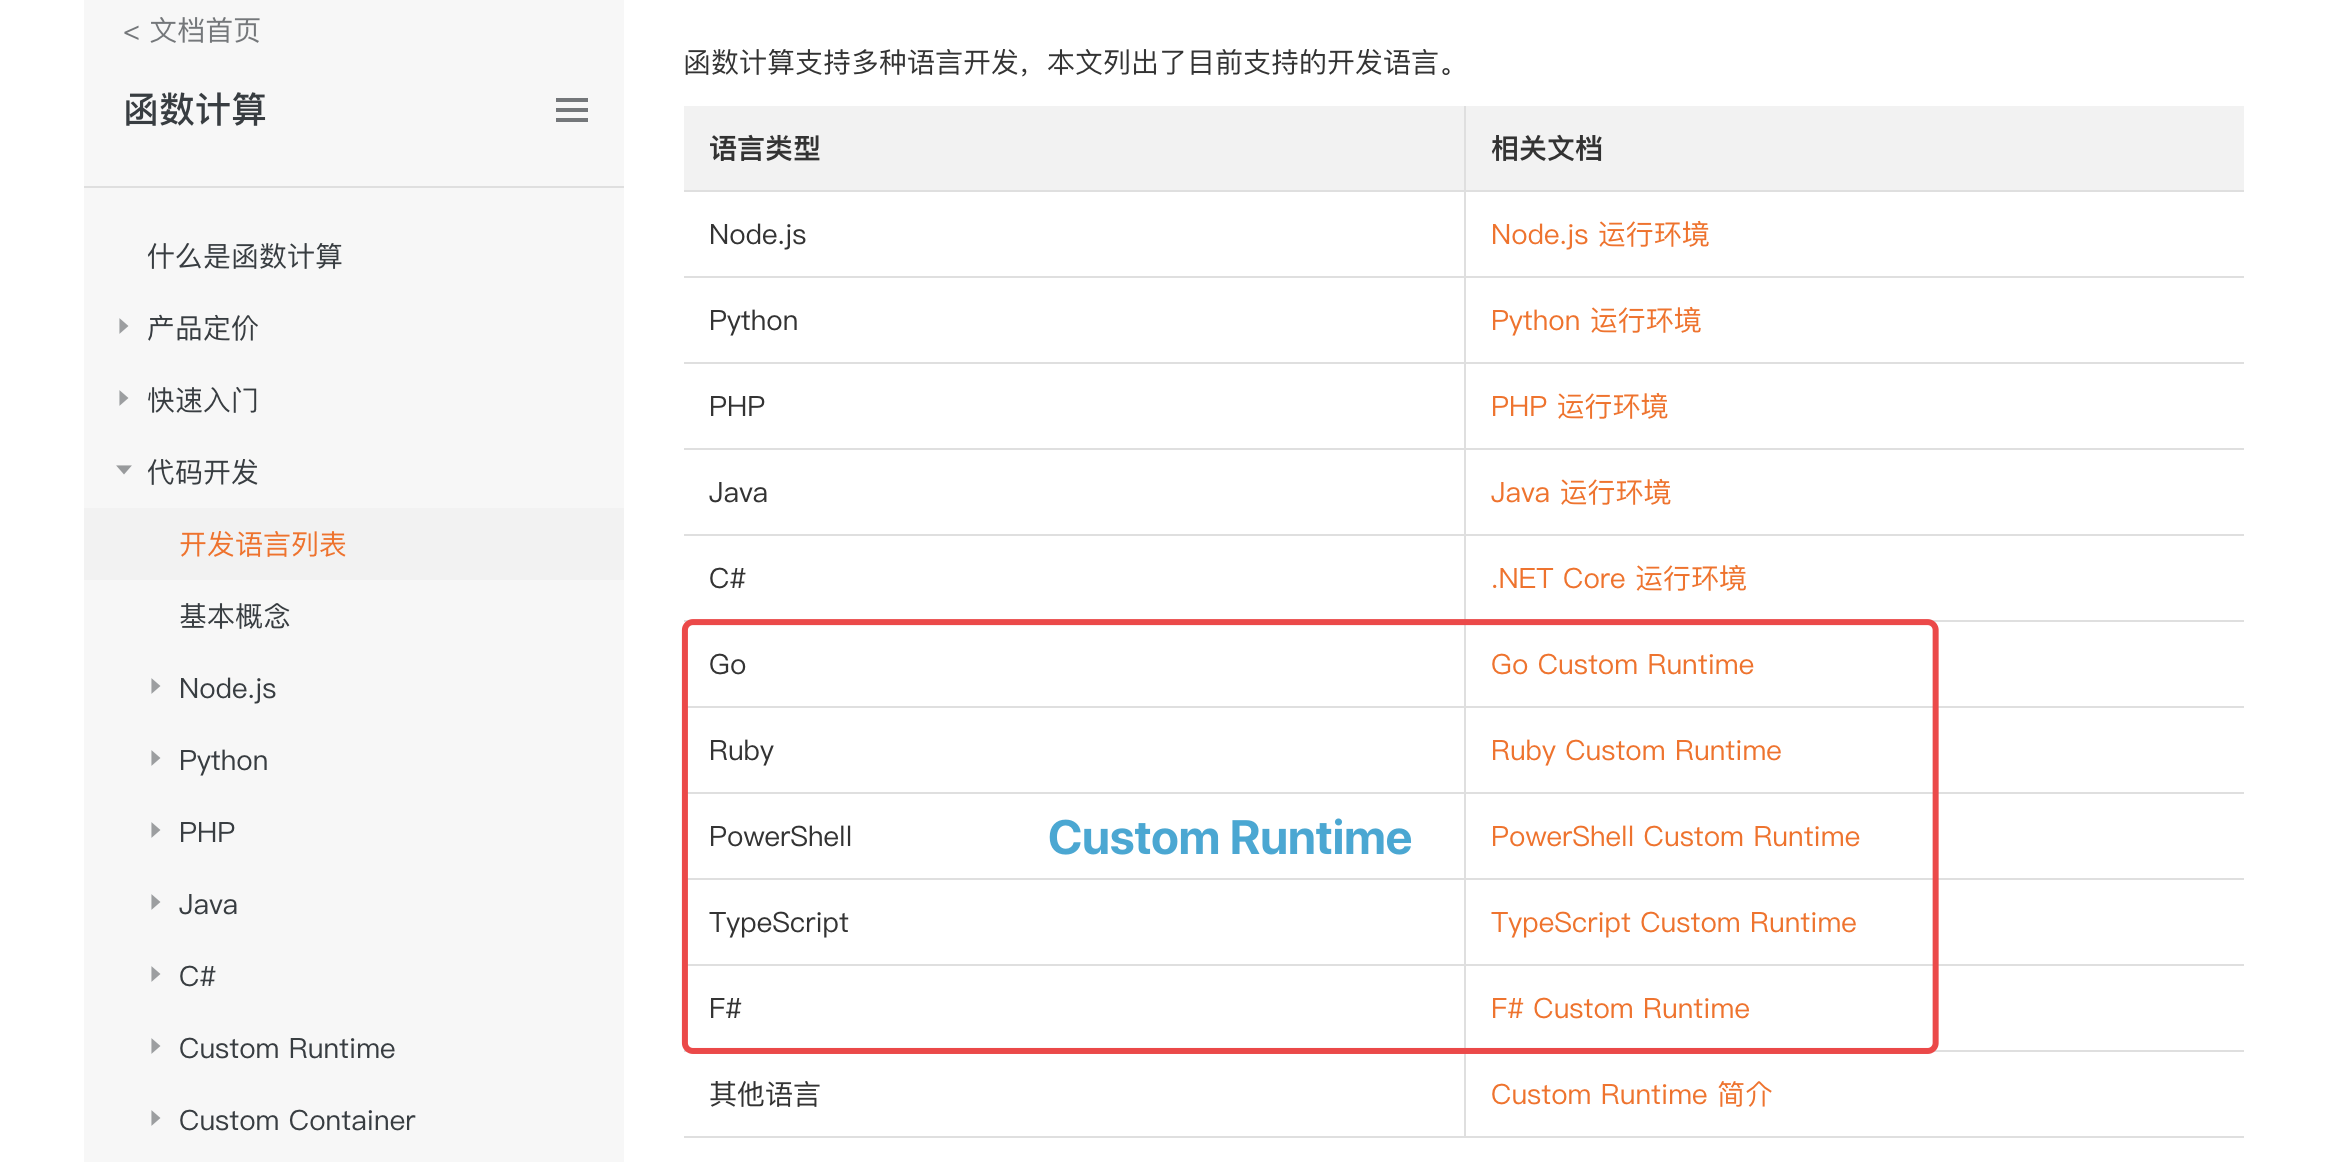 < 文档首页
函数计算
什么是函数计算
产品定价
快速入门
代码开发
开发语言列表
基本概念
Node.js
Python
PHP
Java
C#
Custom Runtime
Custom Container
函数计算支持多种语言开发，本文列出了目前支持的开发语言。
语言类型 相关文档
Node.js Node.js 运行环境
Python Python 运行环境
PHP PHP 运行环境
Java Java 运行环境
C# .NET Core 运行环境
Go Go Custom Runtime
Ruby Ruby Custom Runtime
PowerShell Custom Runtime PowerShell Custom Runtime
TypeScript TypeScript Custom Runtime
F# F# Custom Runtime
其他语言 Custom Runtime 简介